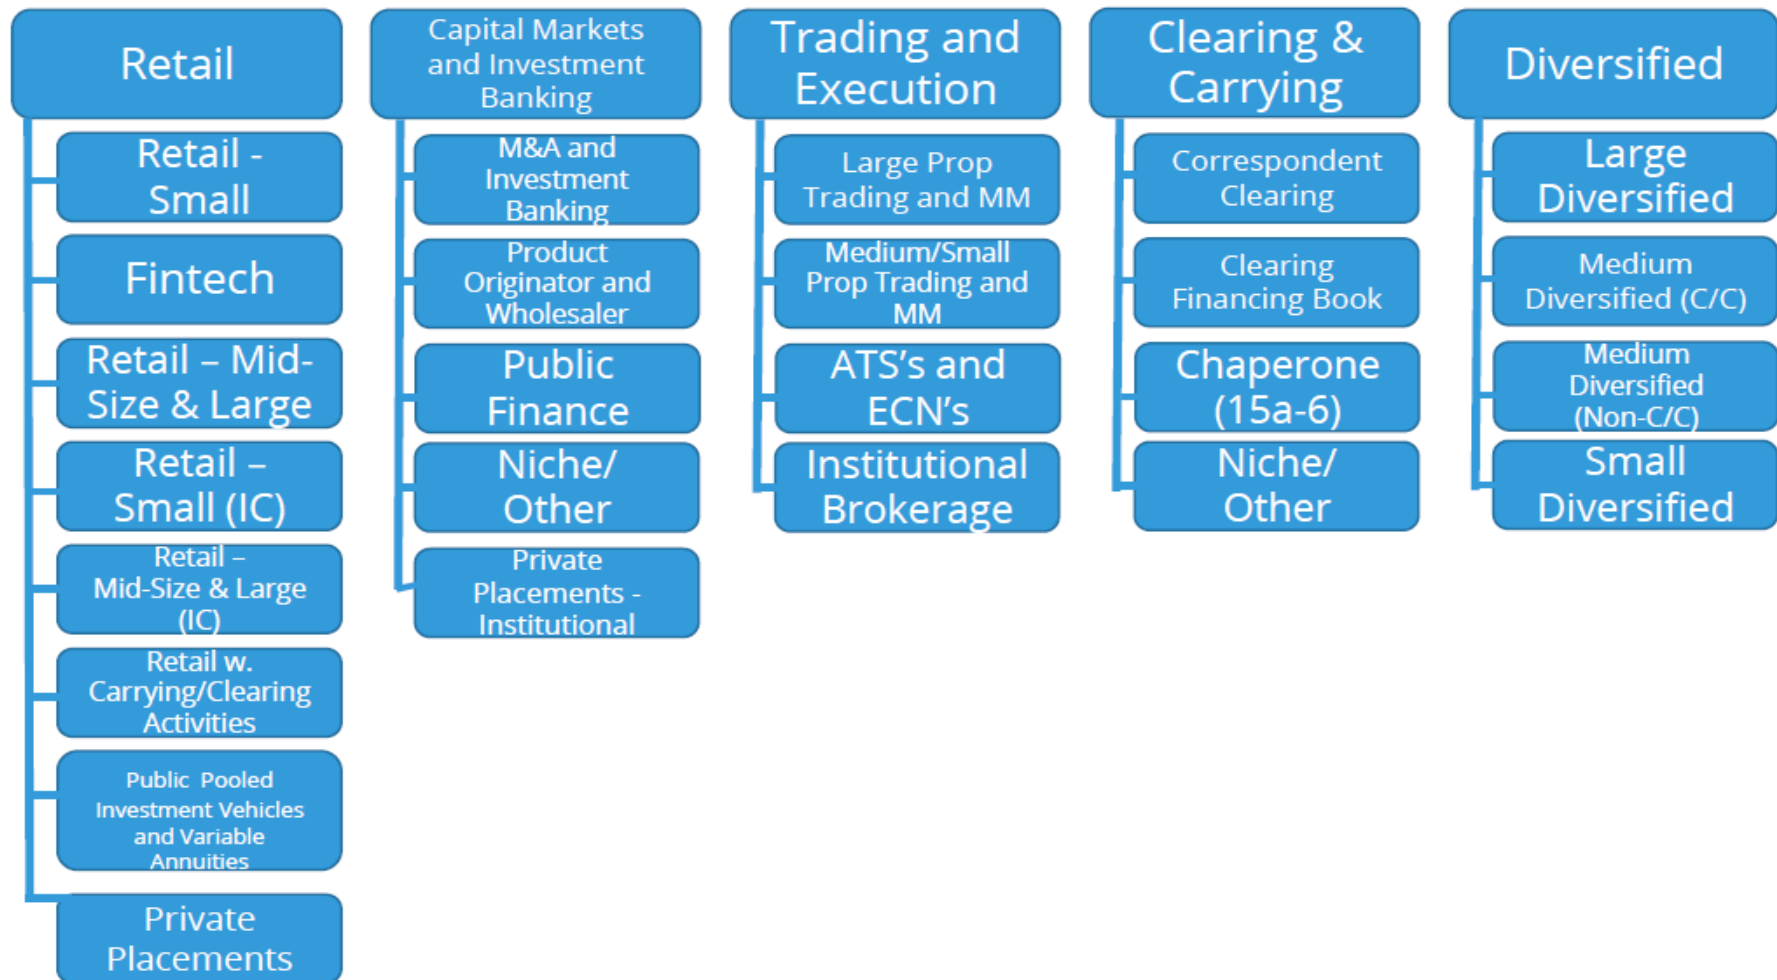 Retail
Retail -
Small
Fintech
Retail – Mid-
Size & Large
Retail –
Small (IC)
Retail –
Mid-Size & Large
(IC)
Retail w.
Carrying/Clearing
Activities
Public Pooled
Investment Vehicles
and Variable
Annuities
Private
Placements
Capital Markets
and Investment
Banking
M&A and
Investment
Banking
Product
Originator and
Wholesaler
Public
Finance
Niche/
Other
Private
Placements -
Institutional
Trading and
Execution
Large Prop
Trading and MM
Medium/Small
Prop Trading and
MM
ATS’s and
ECN’s
Institutional
Brokerage
Clearing &
Carrying
Correspondent
Clearing
Clearing
Financing Book
Chaperone
(15a-6)
Niche/
Other
Diversified
Large
Diversified
Medium
Diversified (C/C)
Medium
Diversified
(Non-C/C)
Small
Diversified